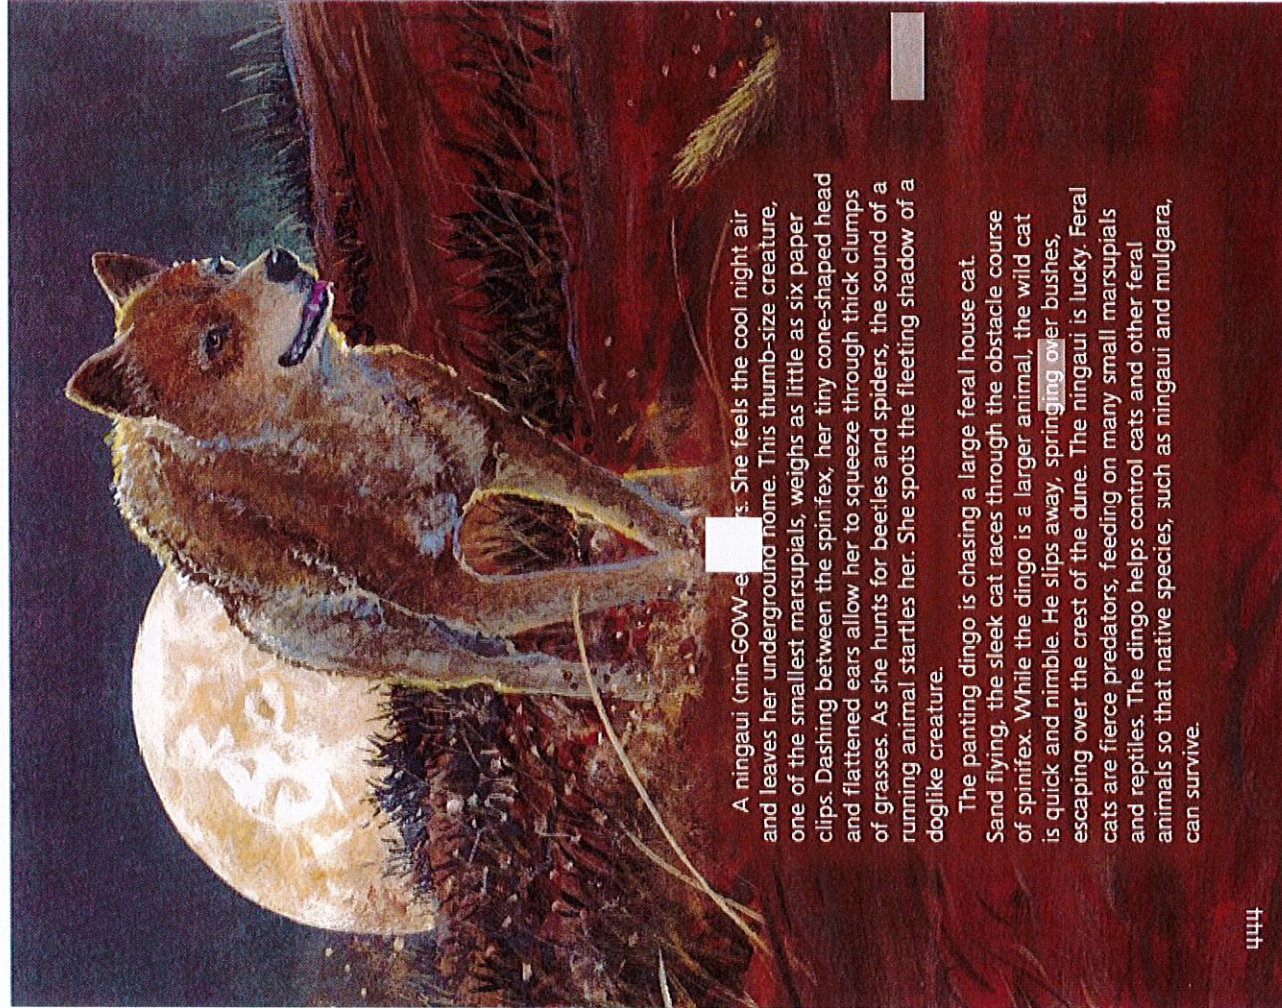 A ningaui (nin-GOW-e rs. She feels the cool night air
and leaves her underground home. This thumb-size creature,
one of the smallest marsupials, weighs as little as six paper
clips. Dashing between the spinifex, her tiny cone-shaped head
and flattened ears allow her to squeeze through thick clumps
of grasses. As she hunts for beetles and spiders, the sound of a
running animal startles her. She spots the fleeting shadow of a
doglike creature.
The panting dingo is chasing a large feral house cat.
Sand flying, the sleek cat races through the obstacle course
of spinifex. While the dingo is a larger animal, the wild cat
is quick and nimble. He slips away, springing over bushes,
escaping over the crest of the dune. The ningaui is lucky. Feral
cats are fierce predators, feeding on many small marsupials
and reptiles. The dingo helps control cats and other feral
animals so that native species, such as ningaui and mulgara,
can survive.
444